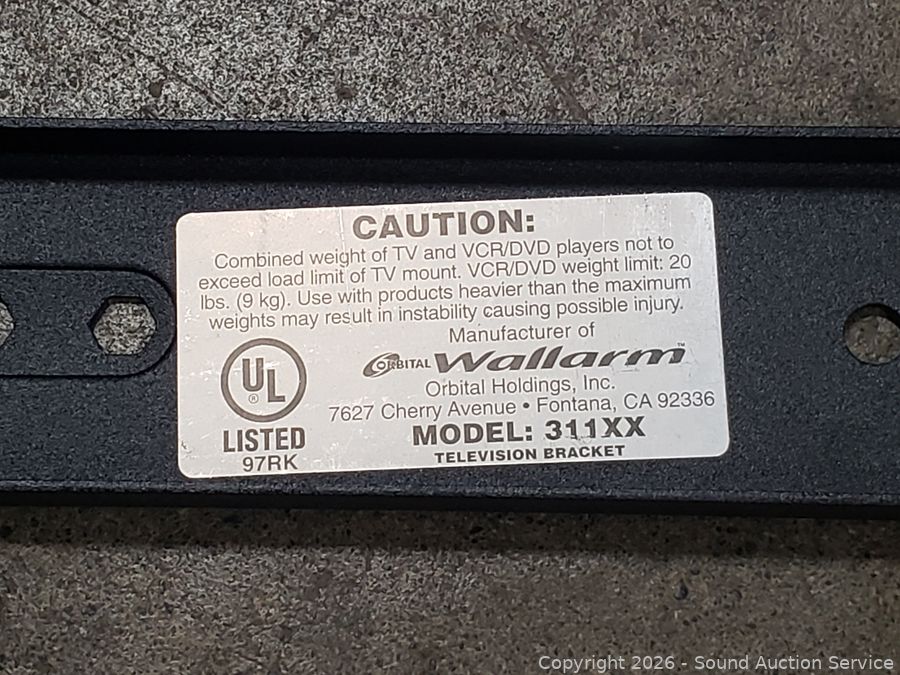 CAUTION:
Combined weight of TV and VCR/DVD players not to
exceed load limit of TV mount. VCR/DVD weight limit: 20
lbs. (9 kg). Use with products heavier than the maximum
weights may result in instability causing possible injury.
Manufacturer of
ORBITAL Wallarm™
Orbital Holdings, Inc.
7627 Cherry Avenue • Fontana, CA 92336
MODEL: 311XX
TELEVISION BRACKET
UL®
LISTED
97RK
Copyright 2026 - Sound Auction Service